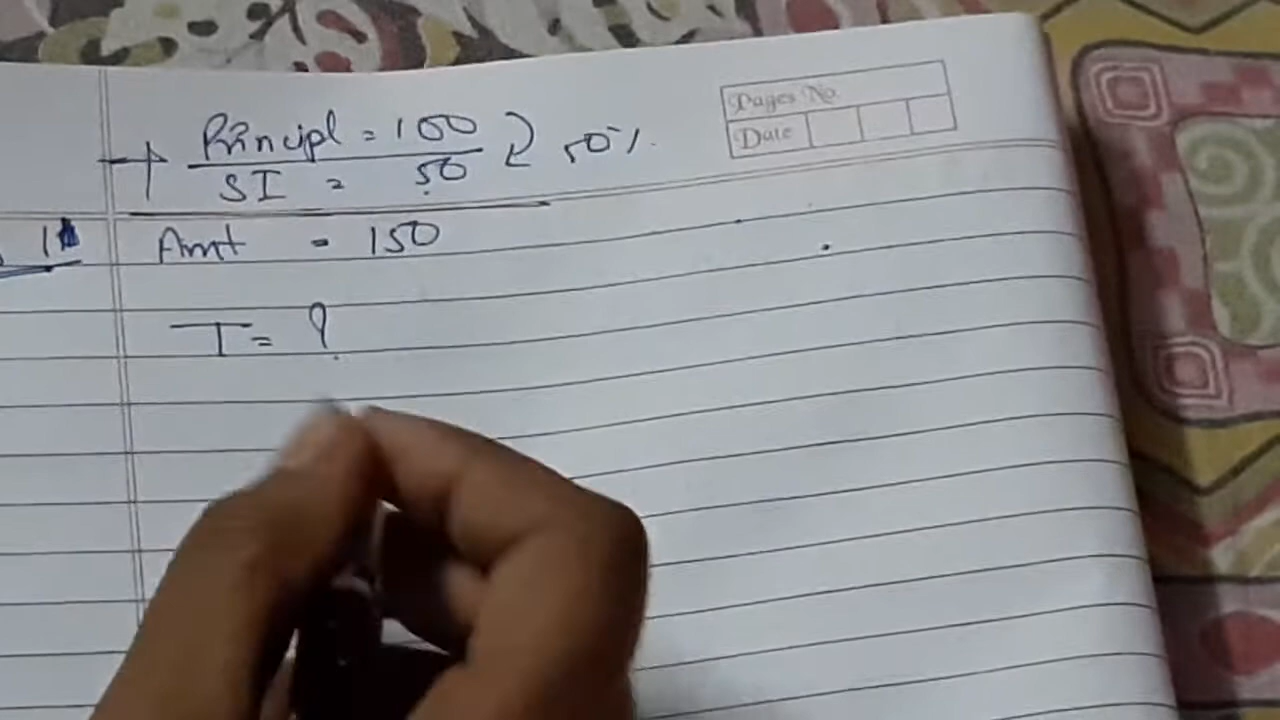 Principl = 100
50%.
SI = 50
Amt = 150
T = ?
Pages No.
Date